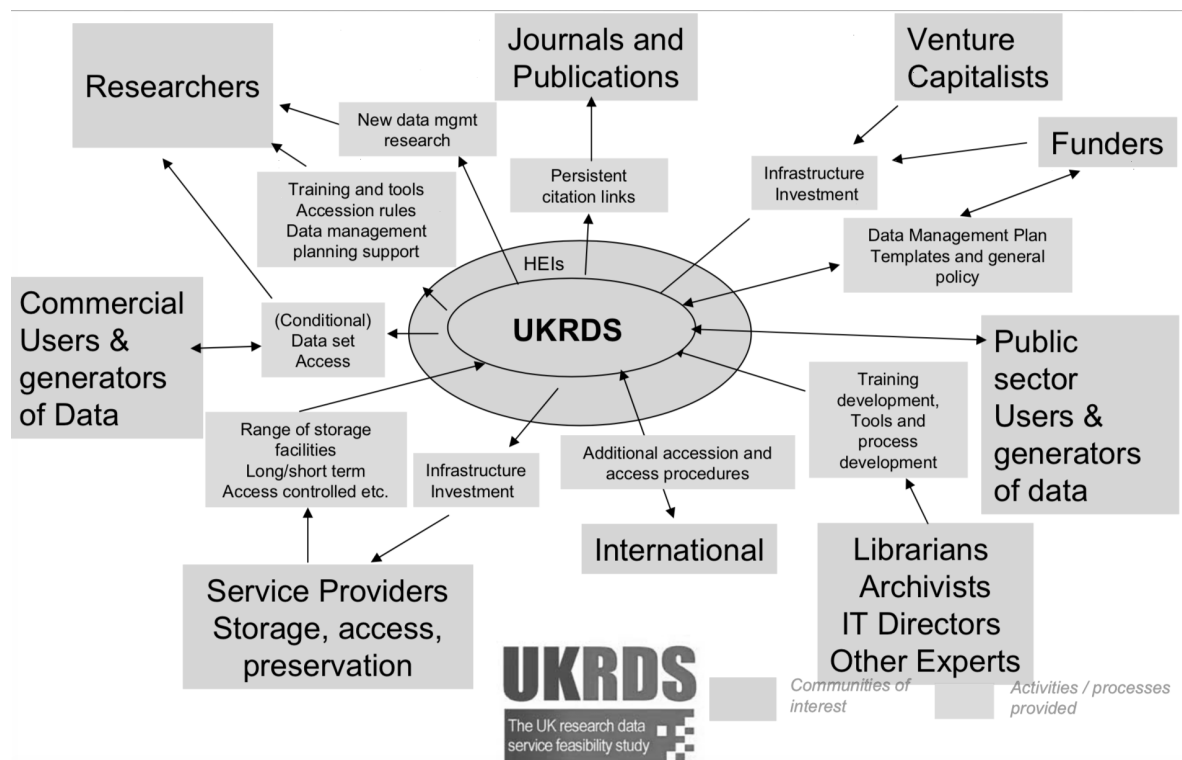 Researchers
Journals and
Publications
Venture
Capitalists
New data mgmt
research
Funders
Training and tools
Accession rules
Data management
planning support
Persistent
citation links
Infrastructure
Investment
Data Management Plan
Templates and general
policy
HEIs
UKRDS
Commercial
Users &
generators
of Data
(Conditional)
Data set
Access
Public
sector
Users &
generators
of data
Training
development,
Tools and
process
development
Range of storage
facilities
Long/short term
Access controlled etc.
Infrastructure
Investment
Additional accession and
access procedures
International
Service Providers
Storage, access,
preservation
Librarians
Archivists
IT Directors
Other Experts
UKRDS
The UK research data
service feasibility study
Communities of
interest
Activities / processes
provided